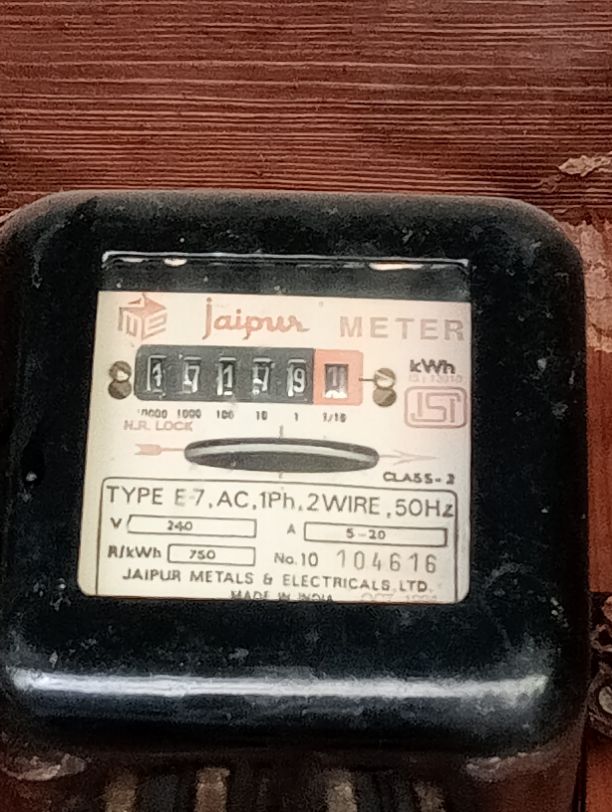 Jaipur METER
kWh
10000 1000 100 10 1 1/10
N.R. LOCK
CLASS-2
TYPE E-7, AC, 1Ph, 2WIRE, 50Hz
V 240 A 5-20
R/kWh 750 No.10 104616
JAIPUR METALS & ELECTRICALS, LTD.
MADE IN INDIA